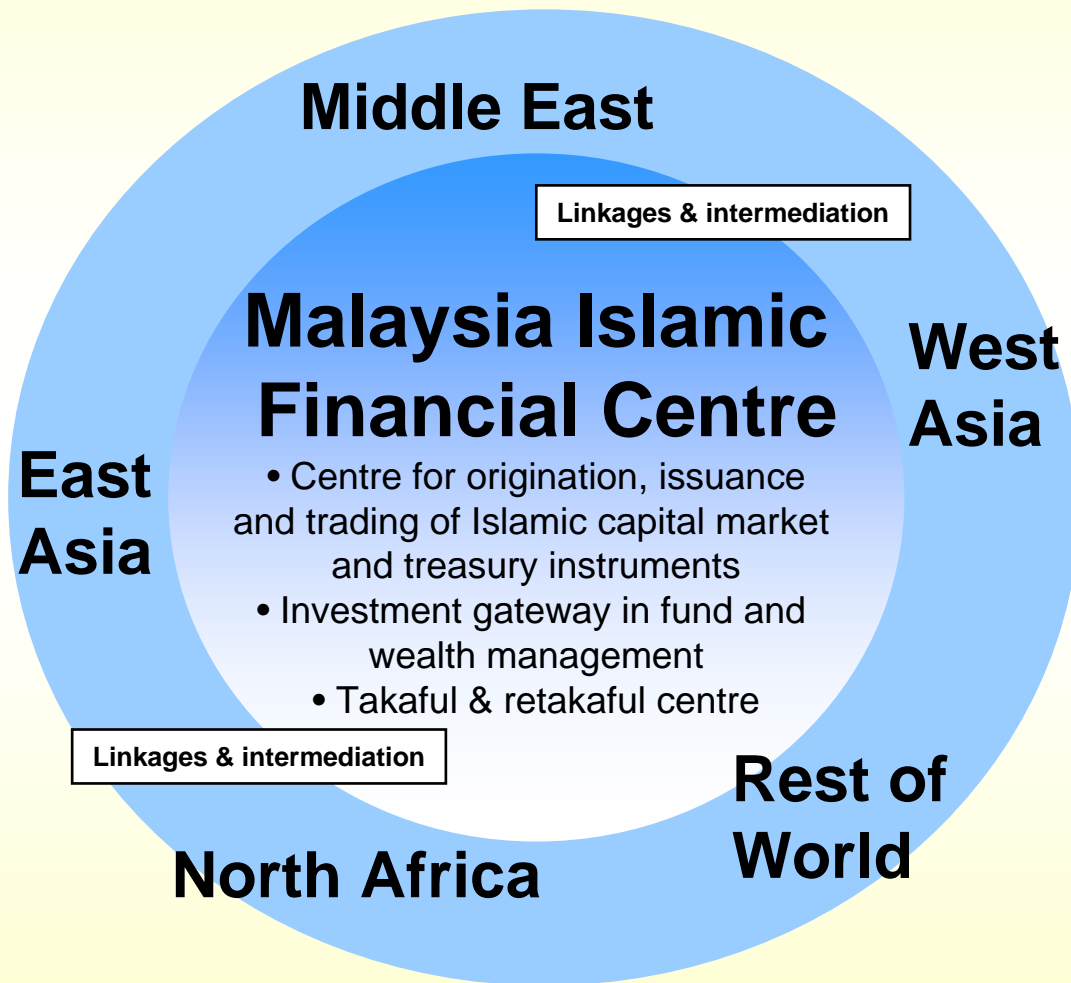 Middle East
Linkages & intermediation
Malaysia Islamic
Financial Centre
West
Asia
East
Asia
• Centre for origination, issuance
and trading of Islamic capital market
and treasury instruments
• Investment gateway in fund and
wealth management
• Takaful & retakaful centre
Linkages & intermediation
Rest of
World
North Africa